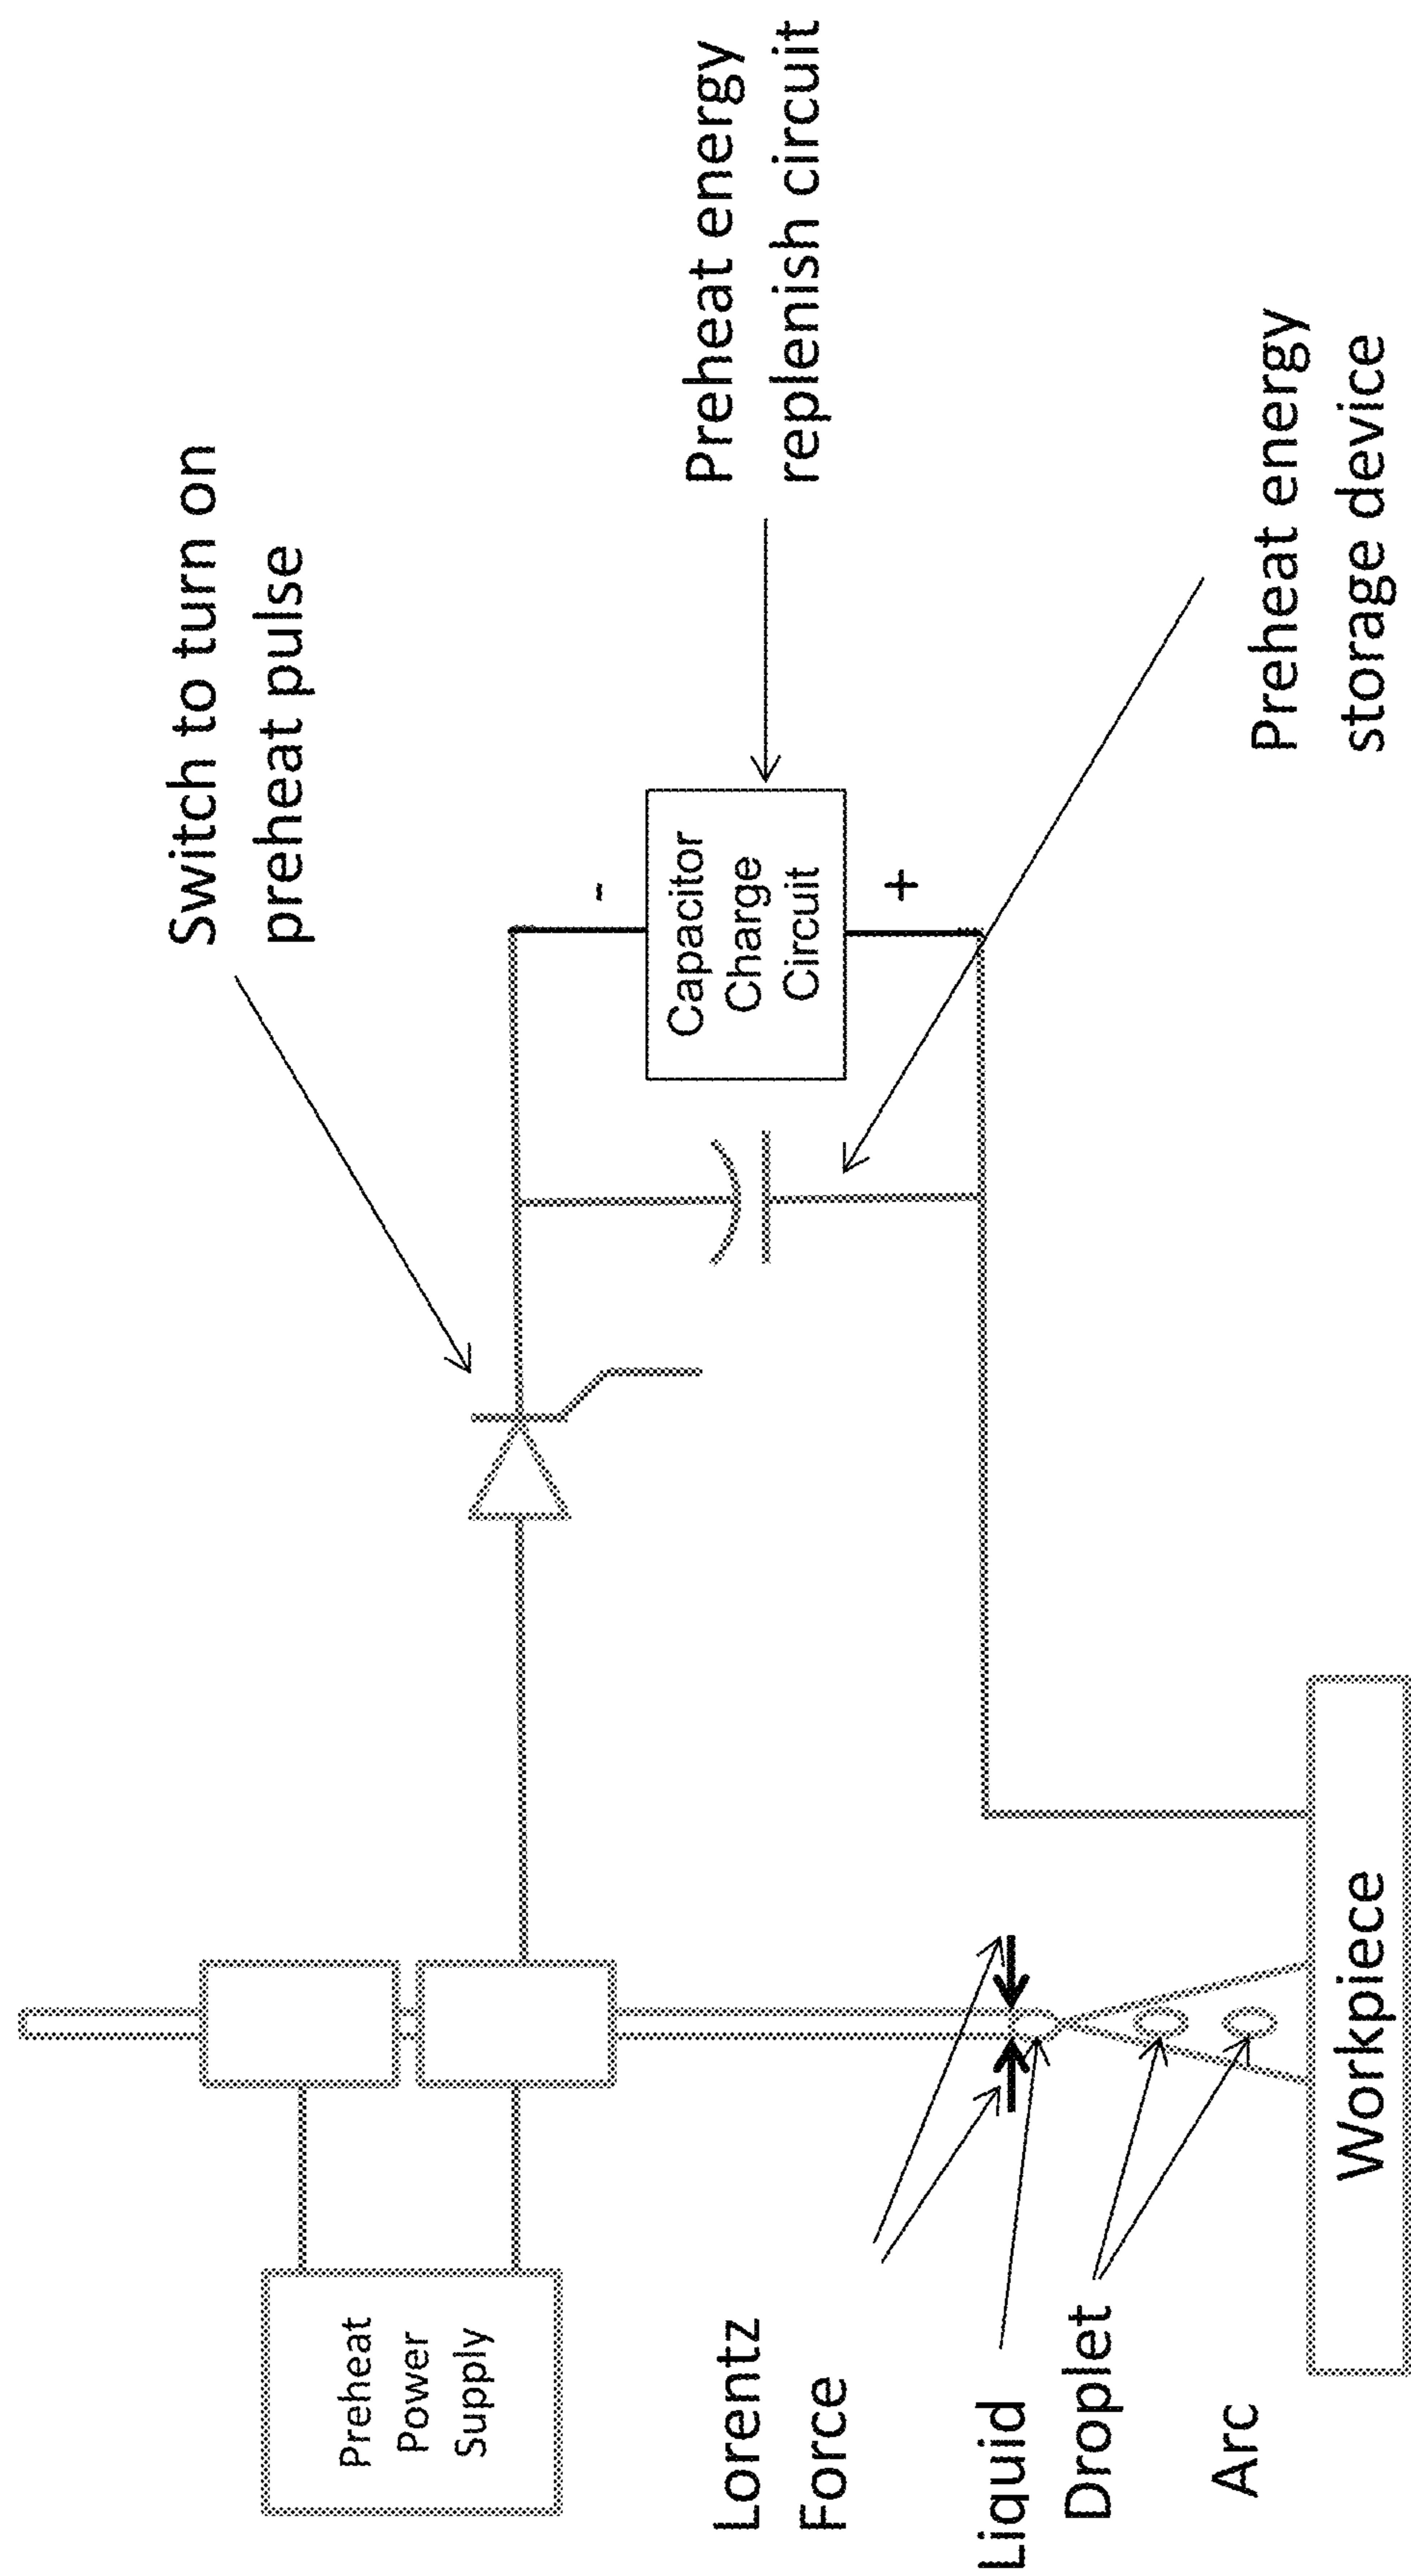 Switch to turn on
preheat pulse
Preheat
Power
Supply
Preheat energy
replenish circuit
-
Capacitor
Charge
Circuit
+
Lorentz
Force
Liquid
Droplet
Arc
Preheat energy
storage device
Workpiece